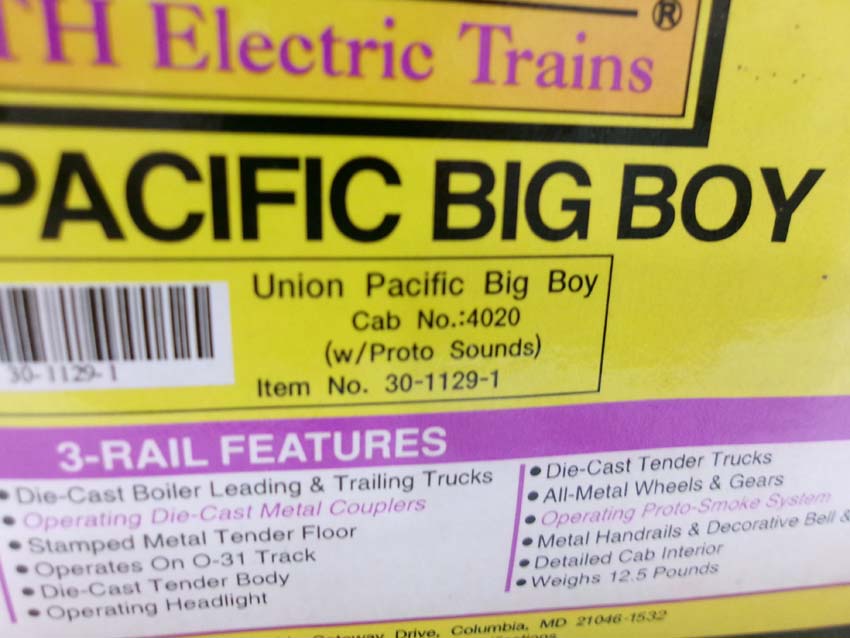 TH Electric Trains ®
PACIFIC BIG BOY
Union Pacific Big Boy
Cab No.:4020
(w/Proto Sounds)
Item No. 30-1129-1
30-1129-1
3-RAIL FEATURES
• Die-Cast Boiler Leading & Trailing Trucks
• Operating Die-Cast Metal Couplers
• Stamped Metal Tender Floor
• Operates On O-31 Track
• Die-Cast Tender Body
• Operating Headlight
• Die-Cast Tender Trucks
• All-Metal Wheels & Gears
• Operating Proto-Smoke System
• Metal Handrails & Decorative Bell &
• Detailed Cab Interior
• Weighs 12.5 Pounds
Drive, Columbia, MD 21046-1532